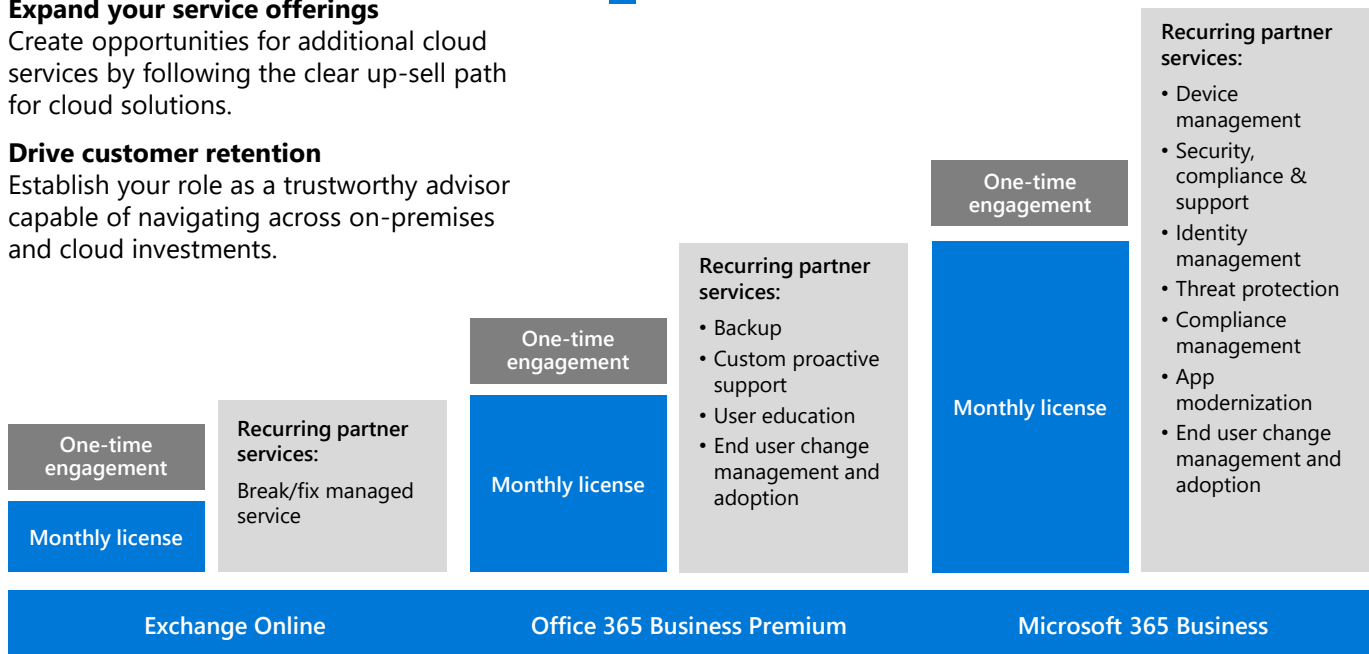 Expand your service offerings
Create opportunities for additional cloud
services by following the clear up-sell path
for cloud solutions.
Drive customer retention
Establish your role as a trustworthy advisor
capable of navigating across on-premises
and cloud investments.
One-time
engagement
Monthly license
Recurring partner
services:
Break/fix managed
service
One-time
engagement
Monthly license
Recurring partner
services:
• Backup
• Custom proactive
support
• User education
• End user change
management and
adoption
One-time
engagement
Monthly license
Recurring partner
services:
• Device
management
• Security,
compliance &
support
• Identity
management
• Threat protection
• Compliance
management
• App
modernization
• End user change
management and
adoption
Exchange Online
Office 365 Business Premium
Microsoft 365 Business